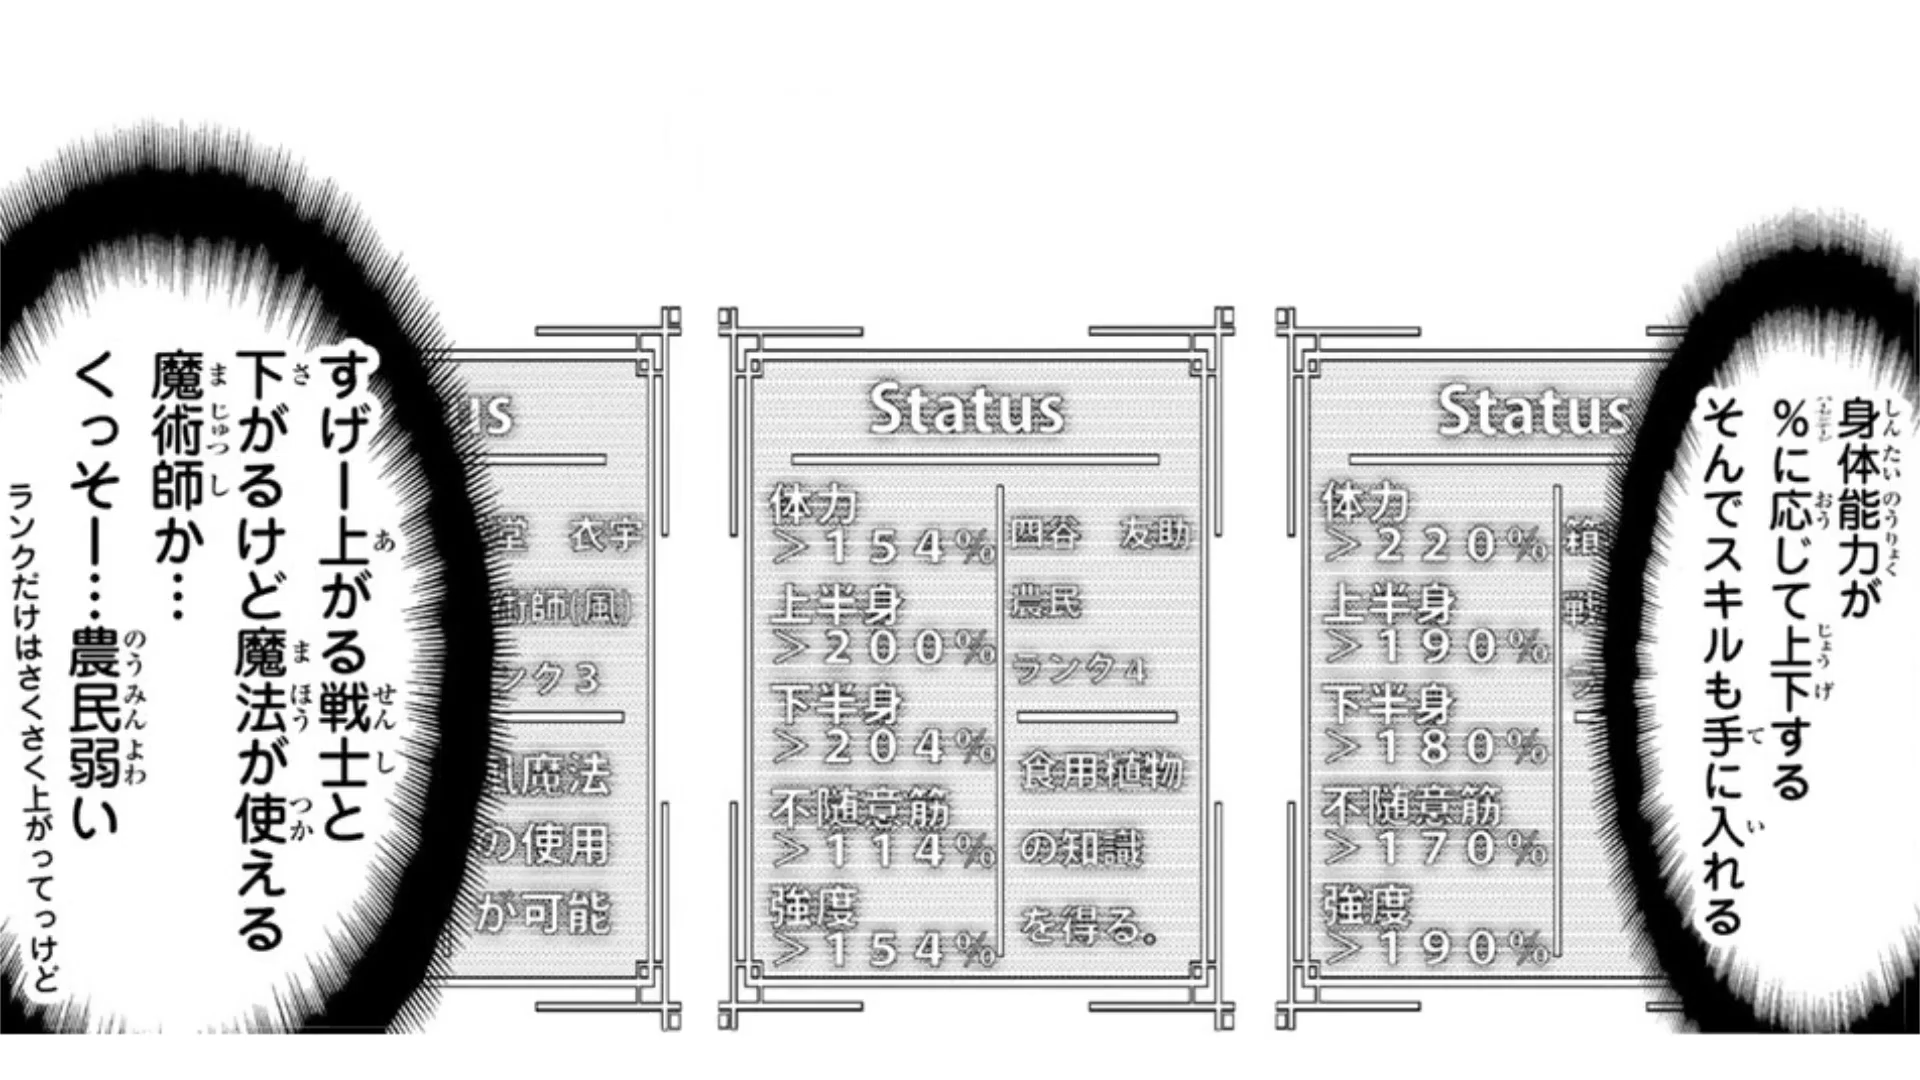 身体能力が
%に応じて上下する
そんでスキルも手に入れる
Status
体力
>220%
上半身
>190%
下半身
>180%
不随意筋
>170%
強度
>190%
箱
戦
Status
体力
>154%
上半身
>200%
下半身
>204%
不随意筋
>114%
強度
>154%
四谷 友助
農民
ランク4
食用植物
の知識
を得る。
us
堂 衣宇
術師(風)
ンク3
風魔法
の使用
が可能
すげー上がる戦士と
下がるけど魔法が使える
魔術師か…
くっそー…農民弱い
ランクだけはさくさく上がってっけど